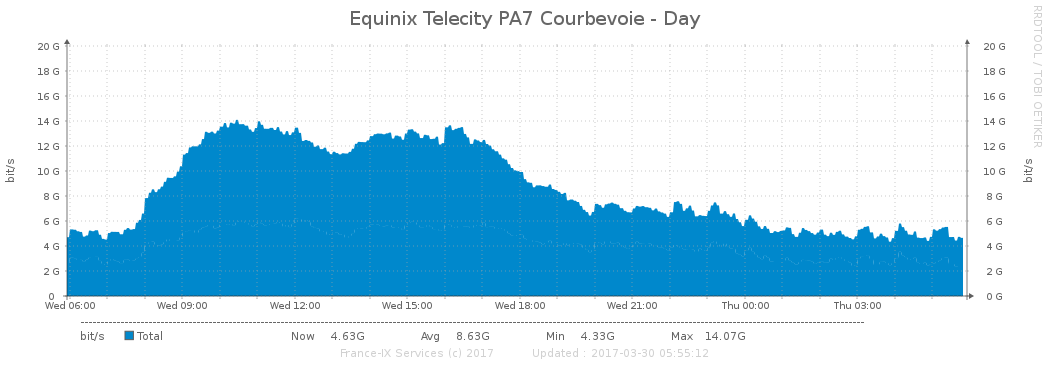 Equinix Telecity PA7 Courbevoie - Day
RRDTOOL / TOBI OETIKER
20 G 20 G
18 G 18 G
16 G 16 G
14 G 14 G
12 G 12 G
10 G 10 G
8 G 8 G
6 G 6 G
4 G 4 G
2 G 2 G
0 0 G
bit/s bit/s
Wed 06:00 Wed 09:00 Wed 12:00 Wed 15:00 Wed 18:00 Wed 21:00 Thu 00:00 Thu 03:00
bit/s Total Now 4.63G Avg 8.63G Min 4.33G Max 14.07G
France-IX Services (c) 2017 Updated : 2017-03-30 05:55:12